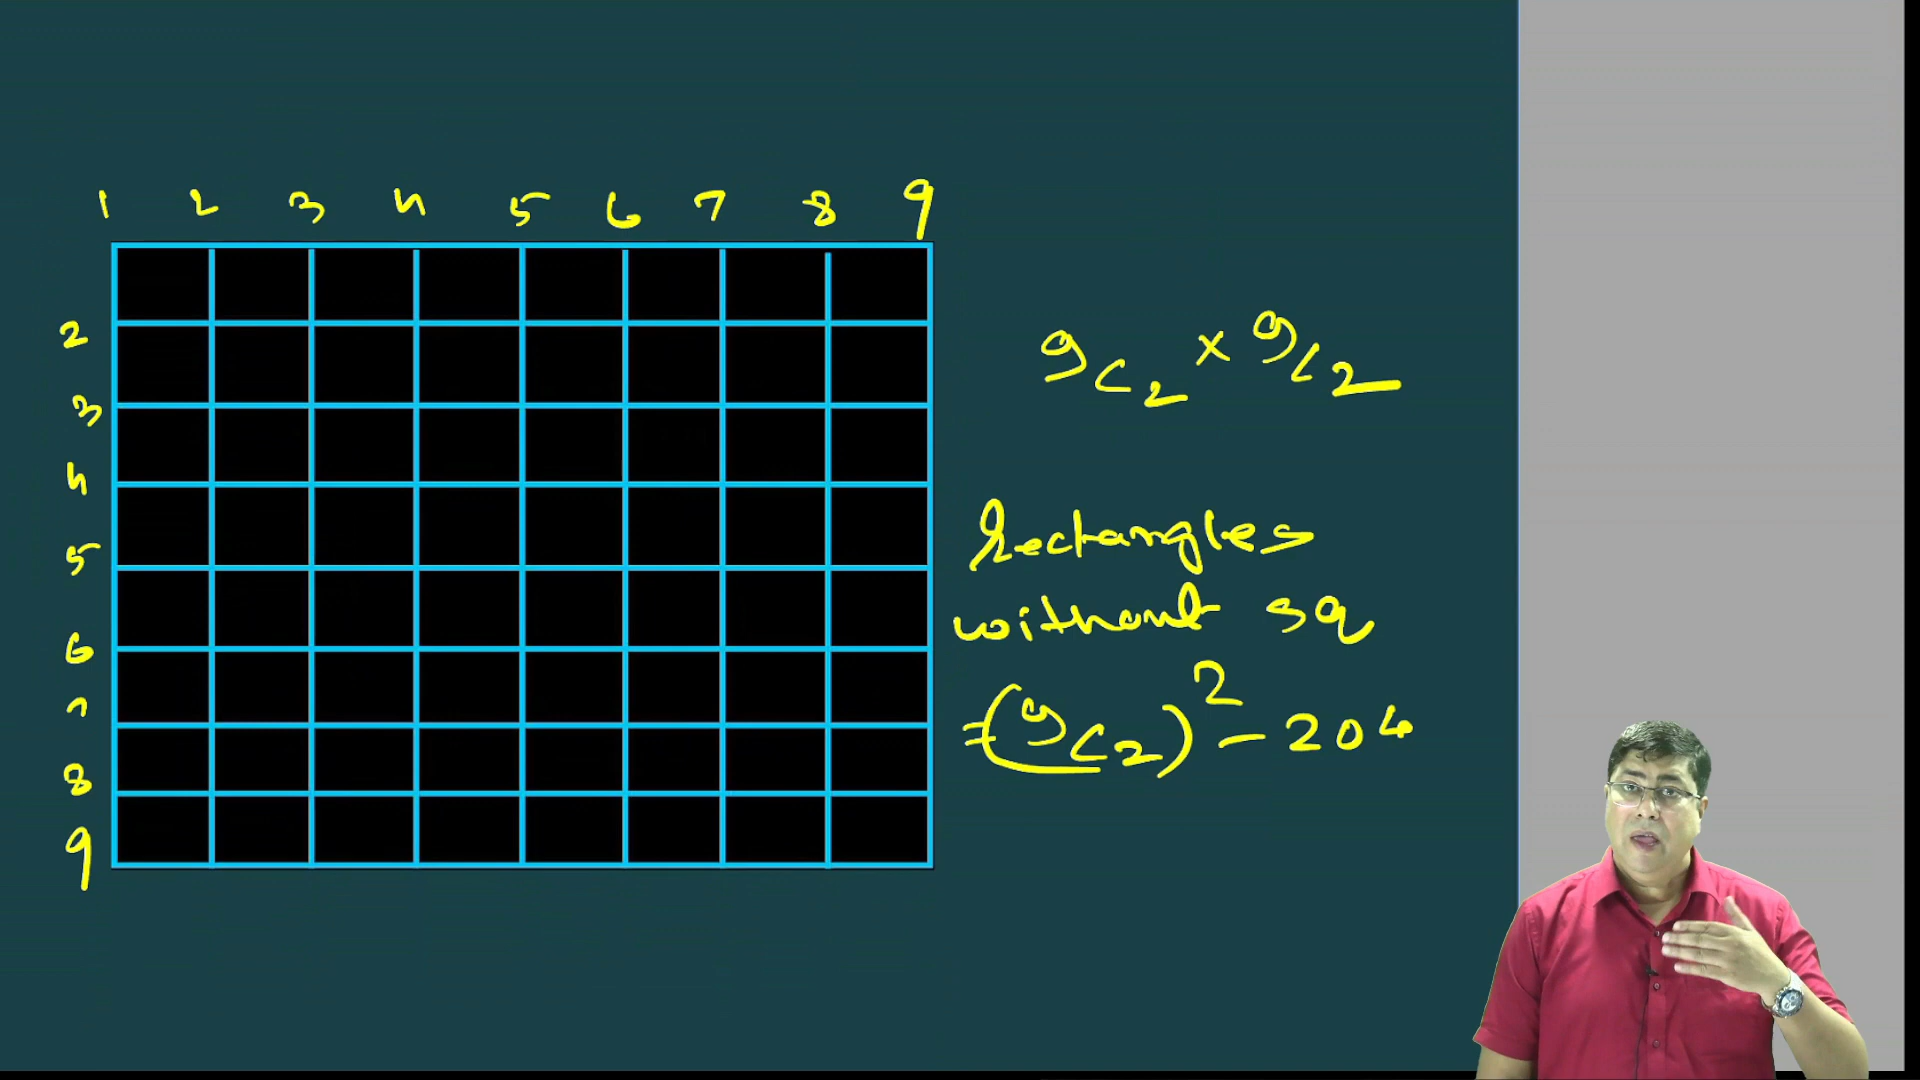 1 2 3 4 5 6 7 8 9
2
3
4
5
6
7
8
9
9C₂ × 9C₂
Rectangles
without sq
=(9C₂)² - 204